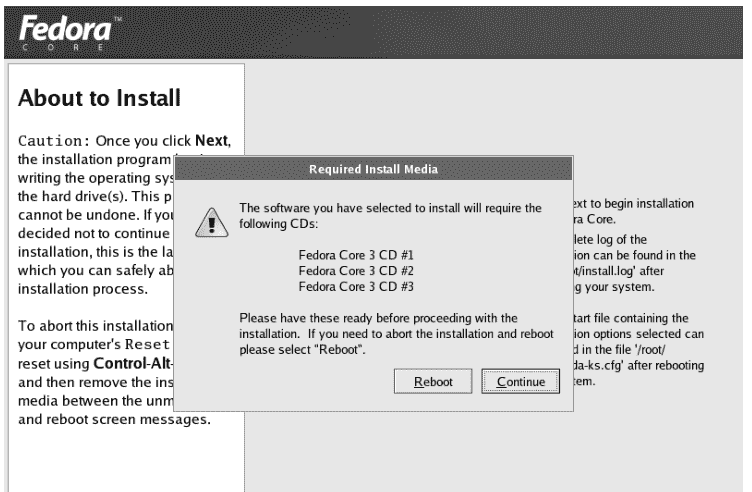 Fedora™
CORE
About to Install
Caution: Once you click Next,
the installation program
writing the operating sys
the hard drive(s). This p
cannot be undone. If you
decided not to continue
installation, this is the la
which you can safely ab
installation process.
To abort this installation
your computer's Reset
reset using Control-Alt-
and then remove the ins
media between the unm
and reboot screen messages.
Required Install Media
The software you have selected to install will require the
following CDs:
Fedora Core 3 CD #1
Fedora Core 3 CD #2
Fedora Core 3 CD #3
Please have these ready before proceeding with the
installation. If you need to abort the installation and reboot
please select "Reboot".
Reboot
Continue
ext to begin installation
ra Core.
lete log of the
ion can be found in the
t/install.log' after
g your system.
tart file containing the
ion options selected can
d in the file '/root/
da-ks.cfg' after rebooting
tem.